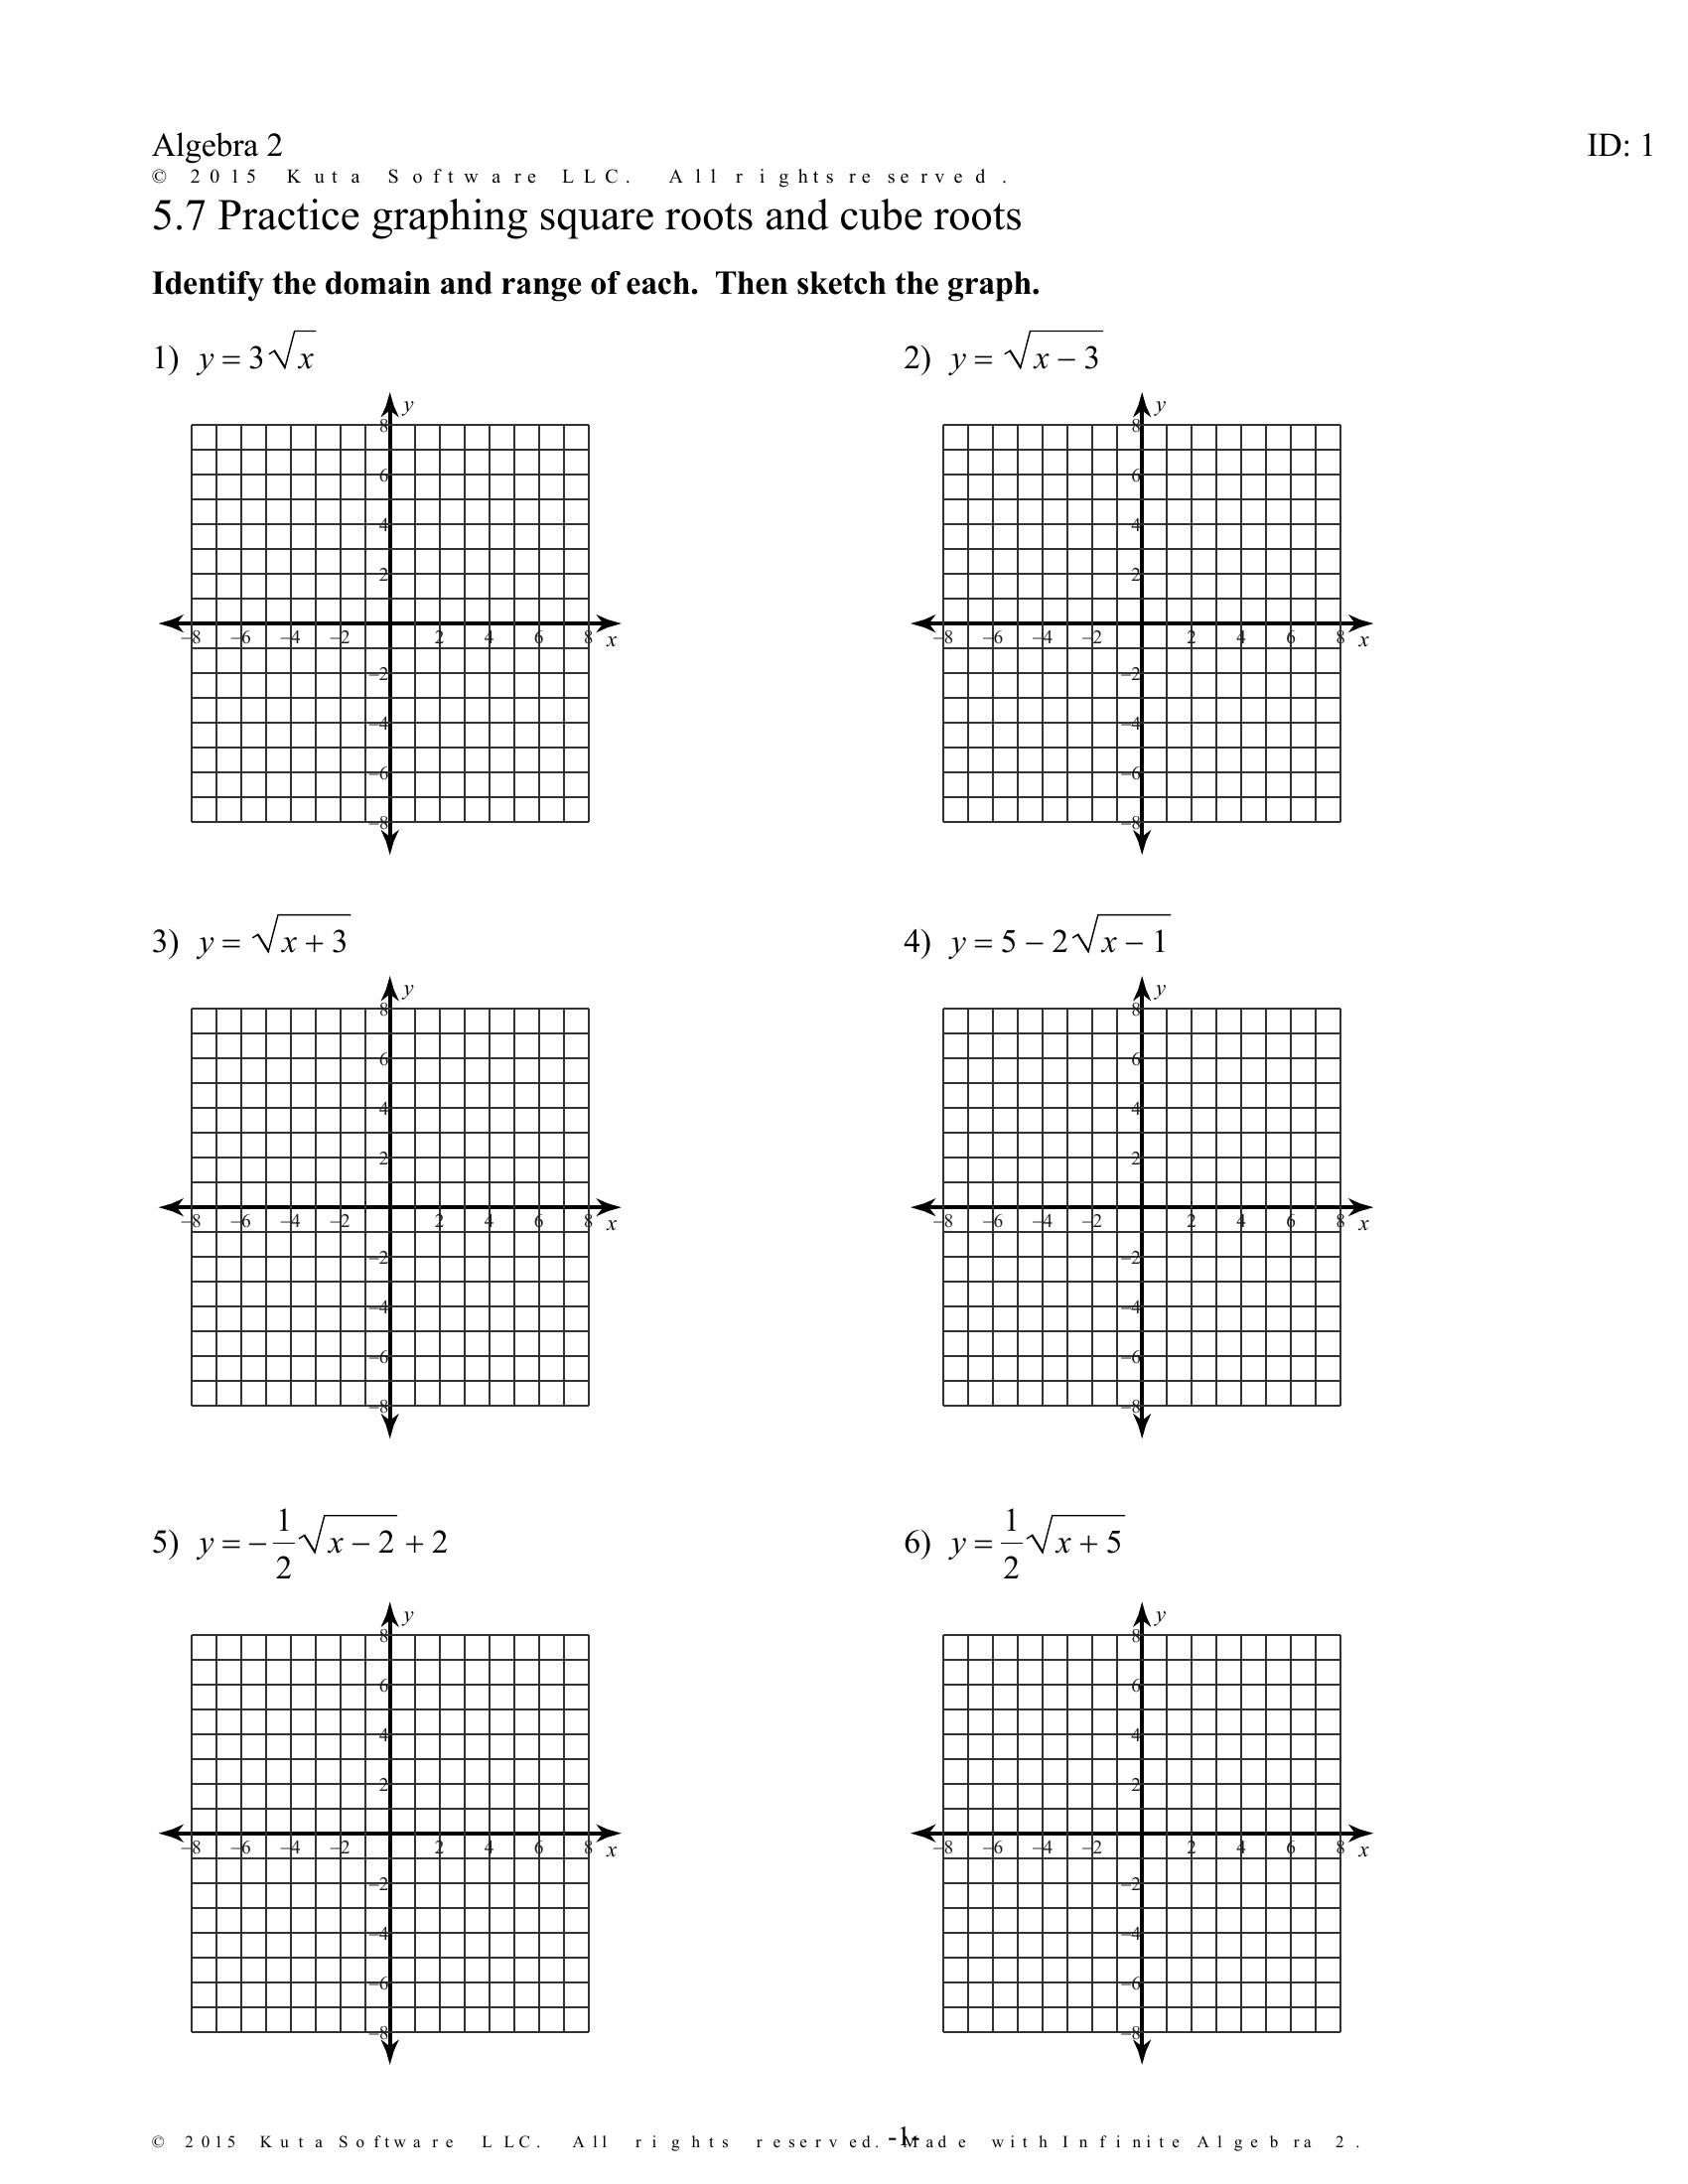 Algebra 2 ID: 1
© 2015 Kuta Software LLC. All rights reserved.
5.7 Practice graphing square roots and cube roots
Identify the domain and range of each. Then sketch the graph.
1) y = 3√x 2) y = √(x − 3)
y y
8 8
6 6
4 4
2 2
−8 −6 −4 −2 2 4 6 8 x −8 −6 −4 −2 2 4 6 8 x
−2 −2
−4 −4
−6 −6
−8 −8
3) y = √(x + 3) 4) y = 5 − 2√(x − 1)
y y
8 8
6 6
4 4
2 2
−8 −6 −4 −2 2 4 6 8 x −8 −6 −4 −2 2 4 6 8 x
−2 −2
−4 −4
−6 −6
−8 −8
5) y = −1/2√(x − 2) + 2 6) y = 1/2√(x + 5)
y y
8 8
6 6
4 4
2 2
−8 −6 −4 −2 2 4 6 8 x −8 −6 −4 −2 2 4 6 8 x
−2 −2
−4 −4
−6 −6
−8 −8
© 2015 Kuta Software LLC. All rights reserved. -1- Made with Infinite Algebra 2.